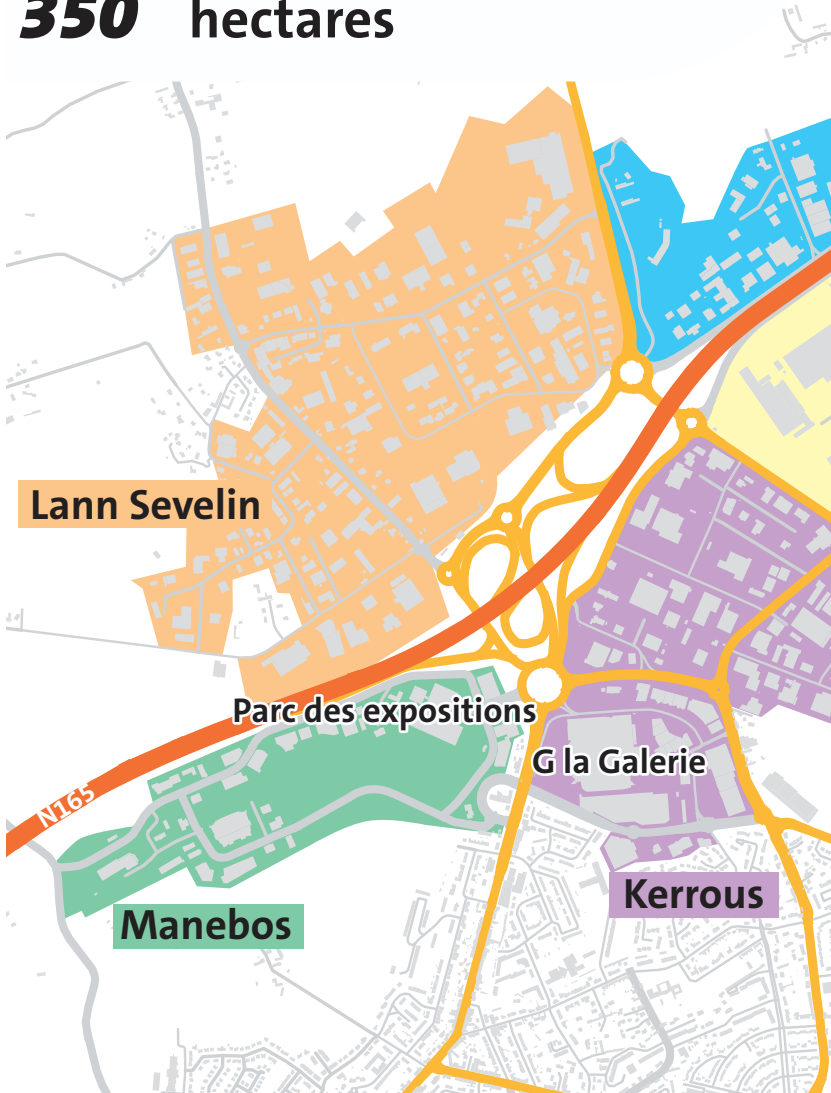 350 hectares
Lann Sevelin
Parc des expositions
G la Galerie
N165
Kerrous
Manebos